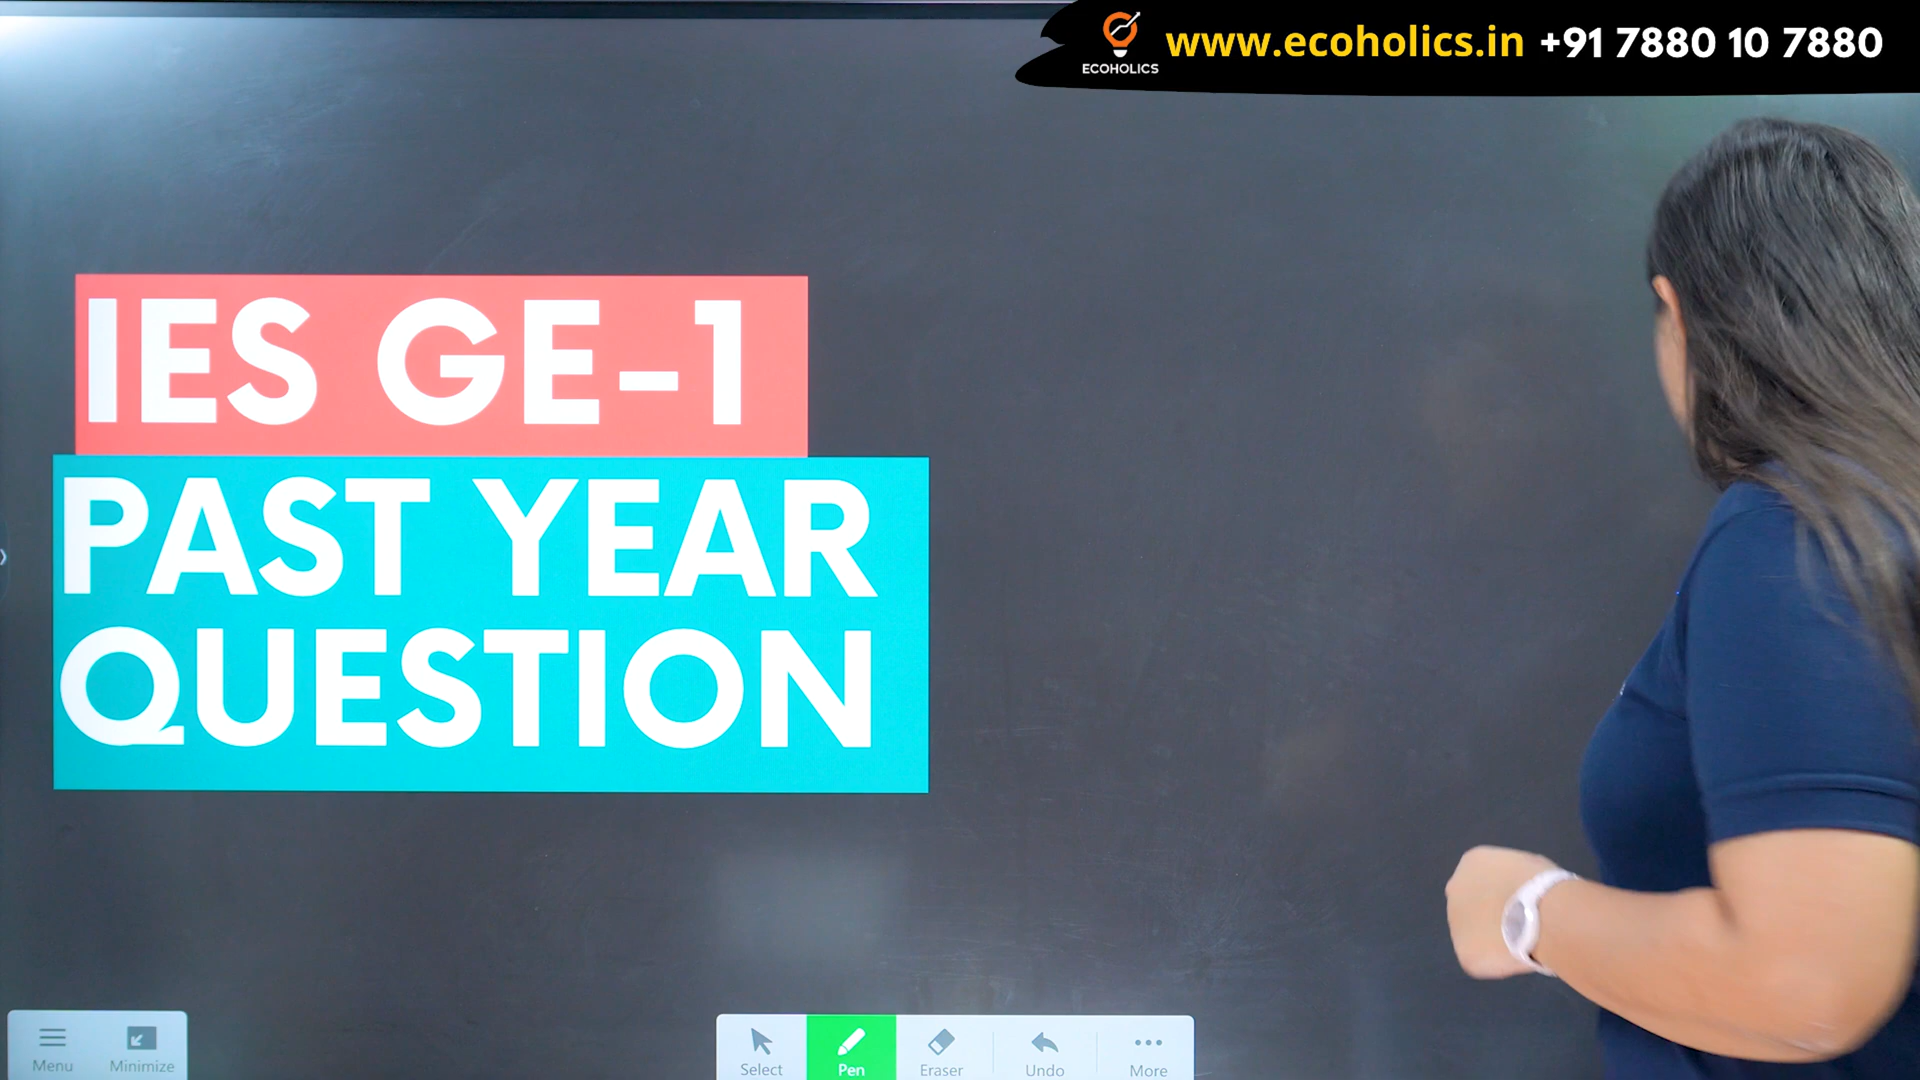 ECOHOLICS
www.ecoholics.in +91 7880 10 7880
IES GE-1
PAST YEAR
QUESTION
Menu
Minimize
Select
Pen
Eraser
Undo
More